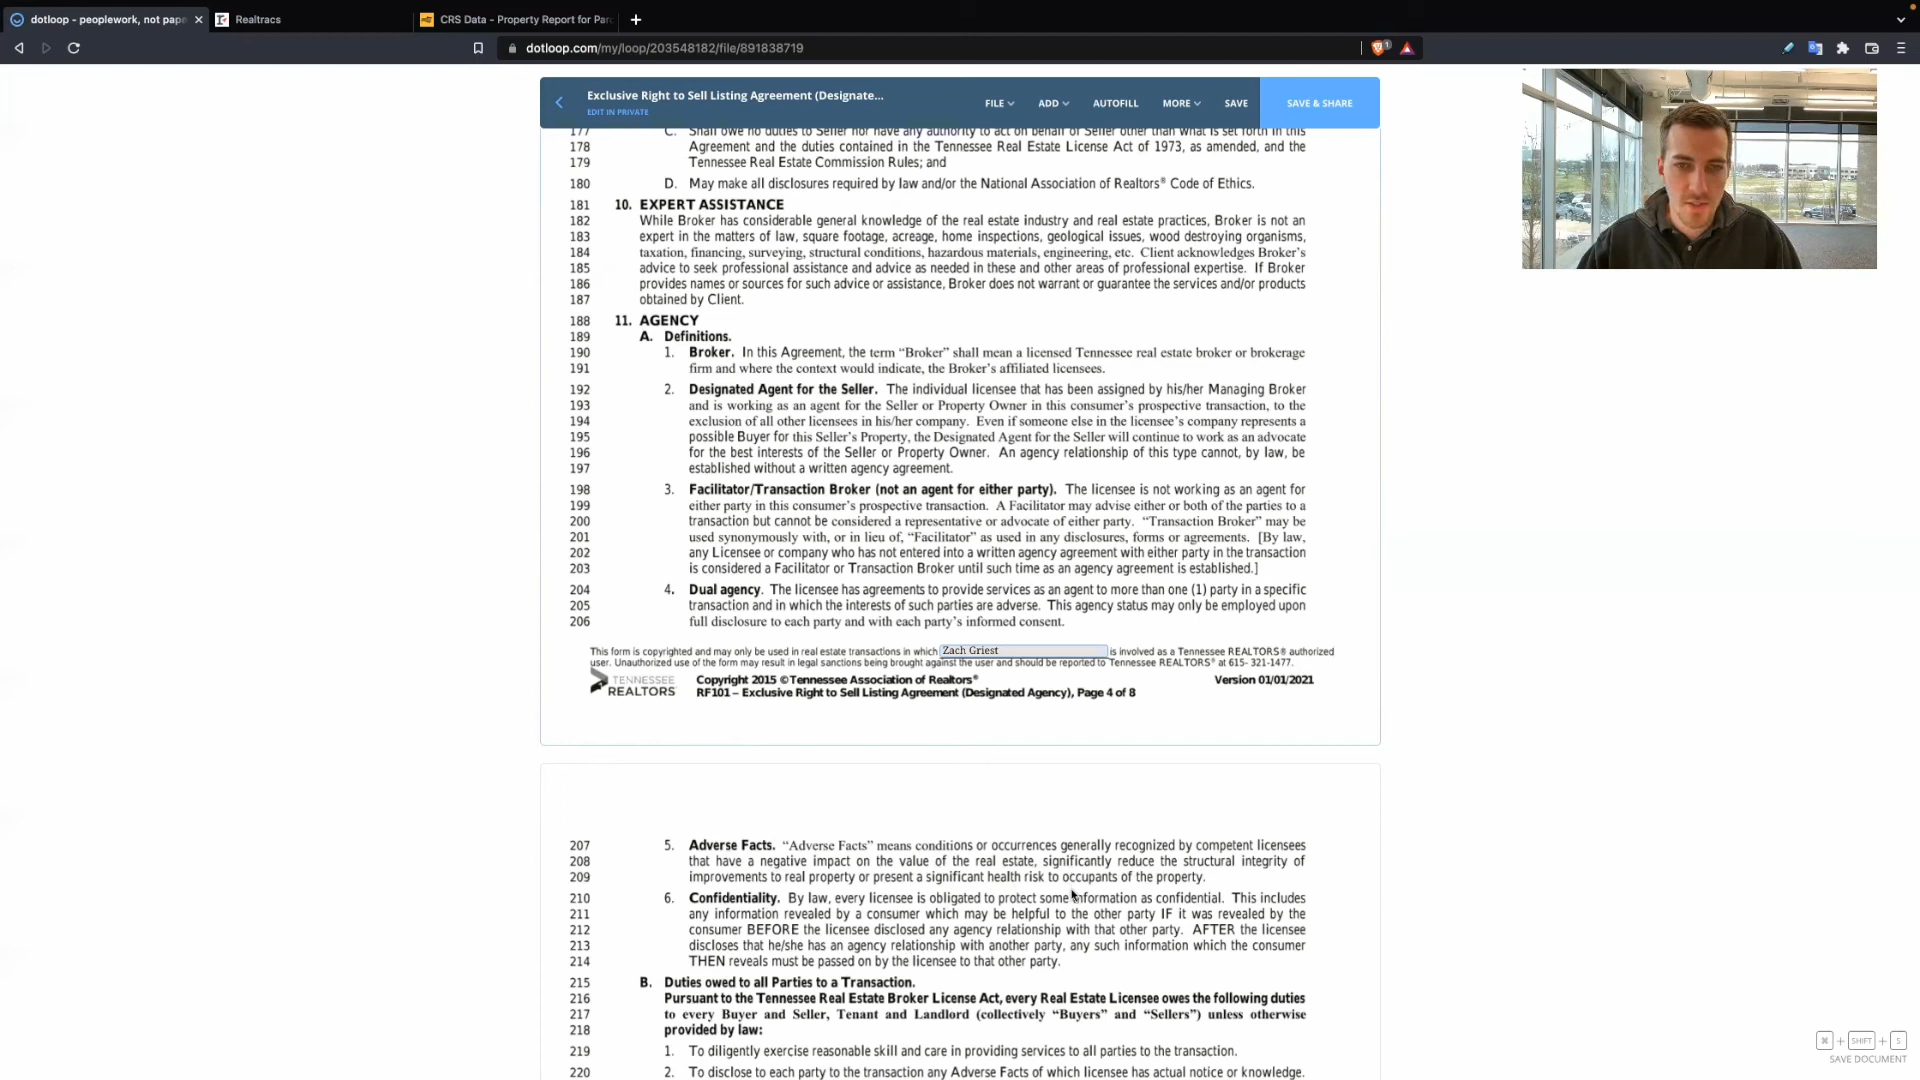 dotloop - peoplework, not pape
Realtracs
CRS Data - Property Report for Parc
dotloop.com/my/loop/203548182/file/891838719
1
Exclusive Right to Sell Listing Agreement (Designate...
EDIT IN PRIVATE
FILE
ADD
AUTOFILL
MORE
SAVE
SAVE & SHARE
177 C. Shall owe no duties to Seller nor have any authority to act on behalf of Seller other than what is set forth in this
178 Agreement and the duties contained in the Tennessee Real Estate License Act of 1973, as amended, and the
179 Tennessee Real Estate Commission Rules; and
180 D. May make all disclosures required by law and/or the National Association of Realtors® Code of Ethics.
181 10. EXPERT ASSISTANCE
182 While Broker has considerable general knowledge of the real estate industry and real estate practices, Broker is not an
183 expert in the matters of law, square footage, acreage, home inspections, geological issues, wood destroying organisms,
184 taxation, financing, surveying, structural conditions, hazardous materials, engineering, etc. Client acknowledges Broker's
185 advice to seek professional assistance and advice as needed in these and other areas of professional expertise. If Broker
186 provides names or sources for such advice or assistance, Broker does not warrant or guarantee the services and/or products
187 obtained by Client.
188 11. AGENCY
189 A. Definitions.
190 1. Broker. In this Agreement, the term “Broker” shall mean a licensed Tennessee real estate broker or brokerage
191 firm and where the context would indicate, the Broker's affiliated licensees.
192 2. Designated Agent for the Seller. The individual licensee that has been assigned by his/her Managing Broker
193 and is working as an agent for the Seller or Property Owner in this consumer's prospective transaction, to the
194 exclusion of all other licensees in his/her company. Even if someone else in the licensee's company represents a
195 possible Buyer for this Seller's Property, the Designated Agent for the Seller will continue to work as an advocate
196 for the best interests of the Seller or Property Owner. An agency relationship of this type cannot, by law, be
197 established without a written agency agreement.
198 3. Facilitator/Transaction Broker (not an agent for either party). The licensee is not working as an agent for
199 either party in this consumer's prospective transaction. A Facilitator may advise either or both of the parties to a
200 transaction but cannot be considered a representative or advocate of either party. “Transaction Broker” may be
201 used synonymously with, or in lieu of, “Facilitator” as used in any disclosures, forms or agreements. [By law,
202 any Licensee or company who has not entered into a written agency agreement with either party in the transaction
203 is considered a Facilitator or Transaction Broker until such time as an agency agreement is established.]
204 4. Dual agency. The licensee has agreements to provide services as an agent to more than one (1) party in a specific
205 transaction and in which the interests of such parties are adverse. This agency status may only be employed upon
206 full disclosure to each party and with each party's informed consent.
This form is copyrighted and may only be used in real estate transactions in which Zach Griest is involved as a Tennessee REALTORS® authorized
user. Unauthorized use of the form may result in legal sanctions being brought against the user and should be reported to Tennessee REALTORS® at 615- 321-1477.
TENNESSEE
REALTORS
Copyright 2015 © Tennessee Association of Realtors® Version 01/01/2021
RF101 – Exclusive Right to Sell Listing Agreement (Designated Agency), Page 4 of 8
207 5. Adverse Facts. “Adverse Facts” means conditions or occurrences generally recognized by competent licensees
208 that have a negative impact on the value of the real estate, significantly reduce the structural integrity of
209 improvements to real property or present a significant health risk to occupants of the property.
210 6. Confidentiality. By law, every licensee is obligated to protect some information as confidential. This includes
211 any information revealed by a consumer which may be helpful to the other party IF it was revealed by the
212 consumer BEFORE the licensee disclosed any agency relationship with that other party. AFTER the licensee
213 discloses that he/she has an agency relationship with another party, any such information which the consumer
214 THEN reveals must be passed on by the licensee to that other party.
215 B. Duties owed to all Parties to a Transaction.
216 Pursuant to the Tennessee Real Estate Broker License Act, every Real Estate Licensee owes the following duties
217 to every Buyer and Seller, Tenant and Landlord (collectively “Buyers” and “Sellers”) unless otherwise
218 provided by law:
219 1. To diligently exercise reasonable skill and care in providing services to all parties to the transaction.
220 2. To disclose to each party to the transaction any Adverse Facts of which licensee has actual notice or knowledge.
⌘ + SHIFT + S
SAVE DOCUMENT